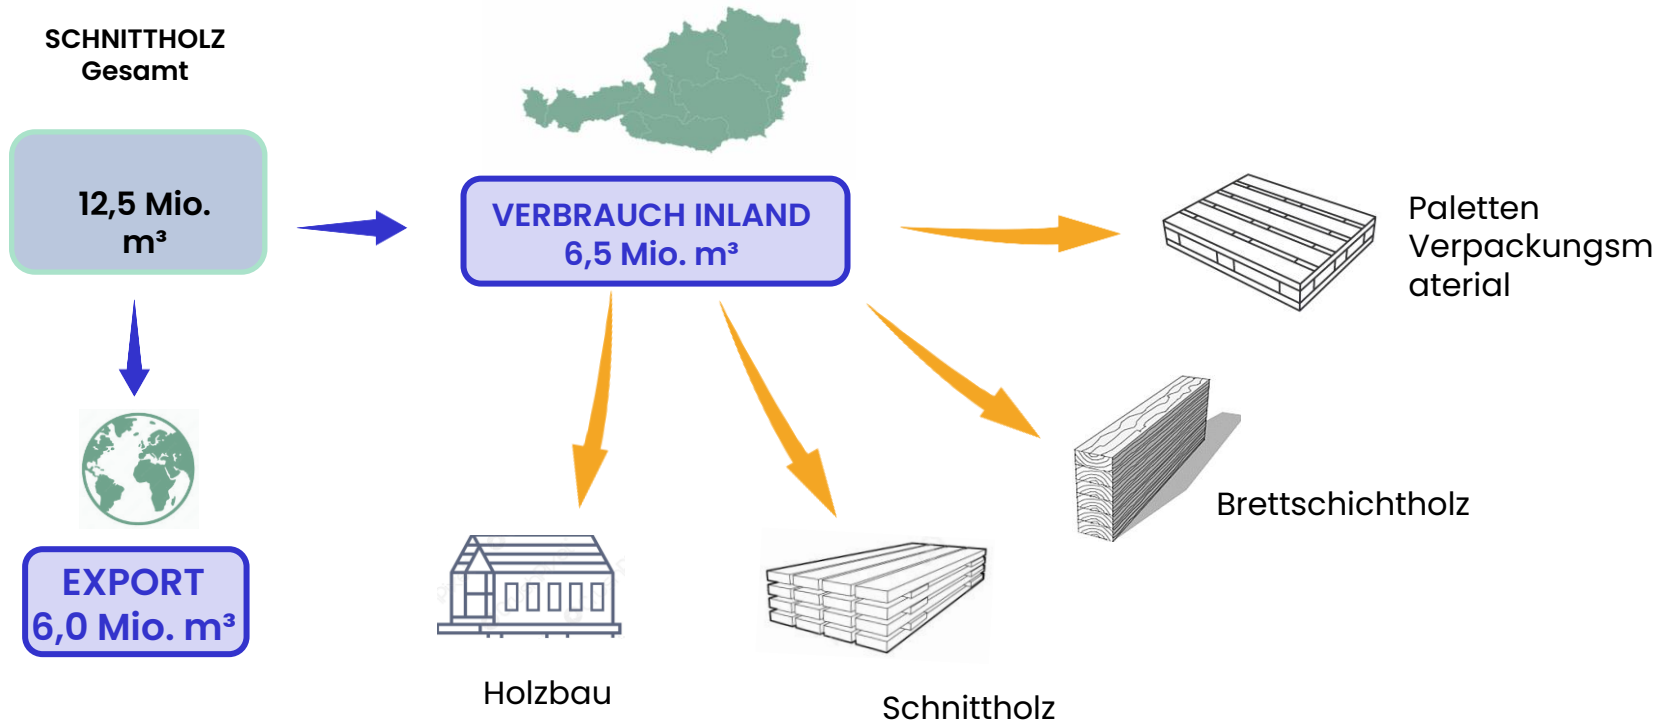 SCHNITTHOLZ
Gesamt
12,5 Mio.
m³
VERBRAUCH INLAND
6,5 Mio. m³
Paletten
Verpackungsm
aterial
Brettschichtholz
EXPORT
6,0 Mio. m³
Holzbau
Schnittholz